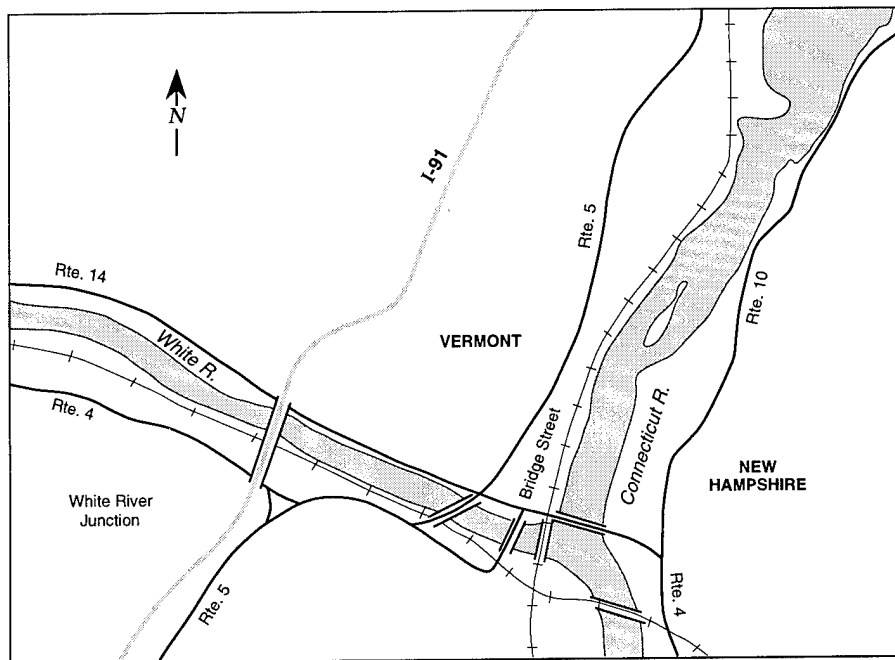 N
I-91
Rte. 5
Rte. 14
White R.
Rte. 10
VERMONT
Rte. 4
Bridge Street
Connecticut R.
NEW
HAMPSHIRE
White River
Junction
Rte. 5
Rte. 4